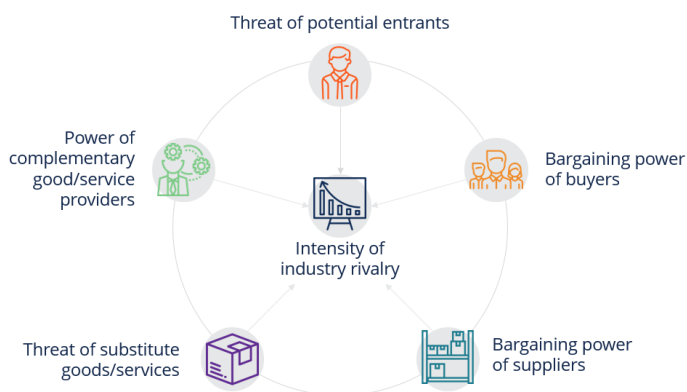 Threat of potential entrants
Power of
complementary
good/service
providers
Bargaining power
of buyers
Intensity of
industry rivalry
Threat of substitute
goods/services
Bargaining power
of suppliers